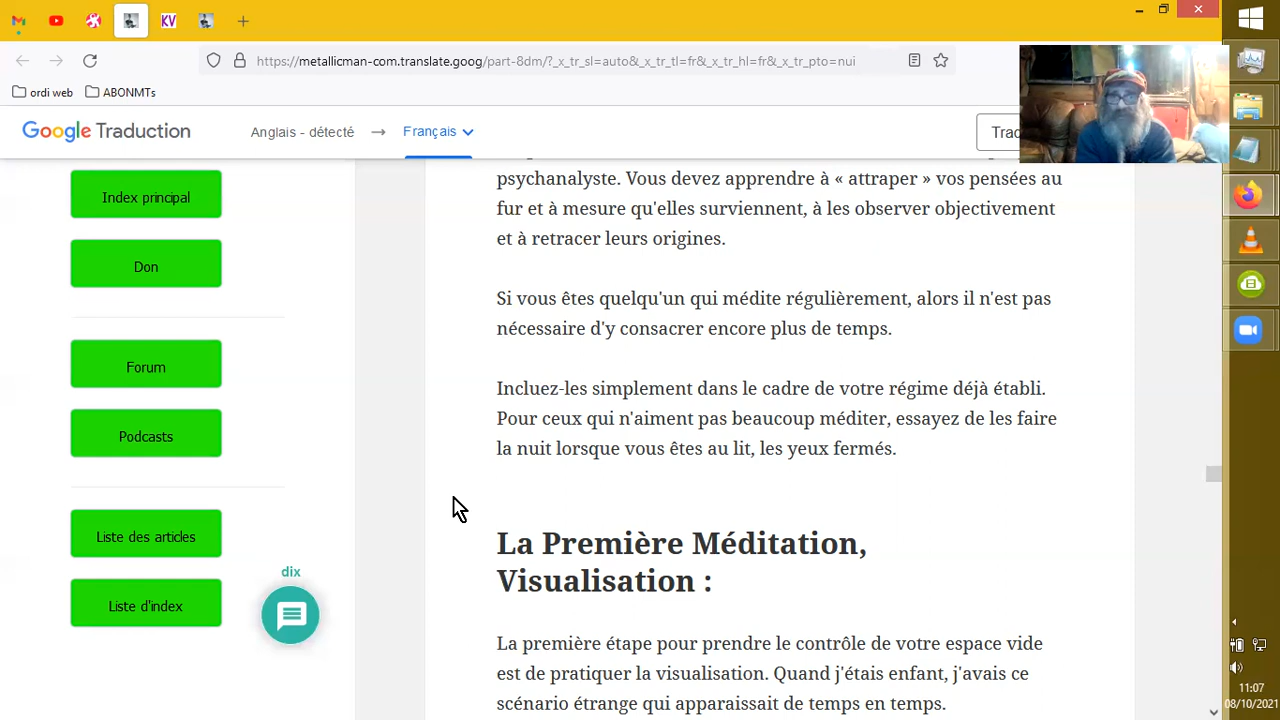 KV
https://metallicman-com.translate.goog/part-8dm/?_x_tr_sl=auto&_x_tr_tl=fr&_x_tr_hl=fr&_x_tr_pto=nui
ordi web
ABONMTs
Google Traduction
Anglais - détecté
Français
Trad
Index principal
Don
Forum
Podcasts
Liste des articles
Liste d'index
dix
psychanalyste. Vous devez apprendre à « attraper » vos pensées au
fur et à mesure qu'elles surviennent, à les observer objectivement
et à retracer leurs origines.
Si vous êtes quelqu'un qui médite régulièrement, alors il n'est pas
nécessaire d'y consacrer encore plus de temps.
Incluez-les simplement dans le cadre de votre régime déjà établi.
Pour ceux qui n'aiment pas beaucoup méditer, essayez de les faire
la nuit lorsque vous êtes au lit, les yeux fermés.
La Première Méditation,
Visualisation :
La première étape pour prendre le contrôle de votre espace vide
est de pratiquer la visualisation. Quand j'étais enfant, j'avais ce
scénario étrange qui apparaissait de temps en temps.
11:07
08/10/2021